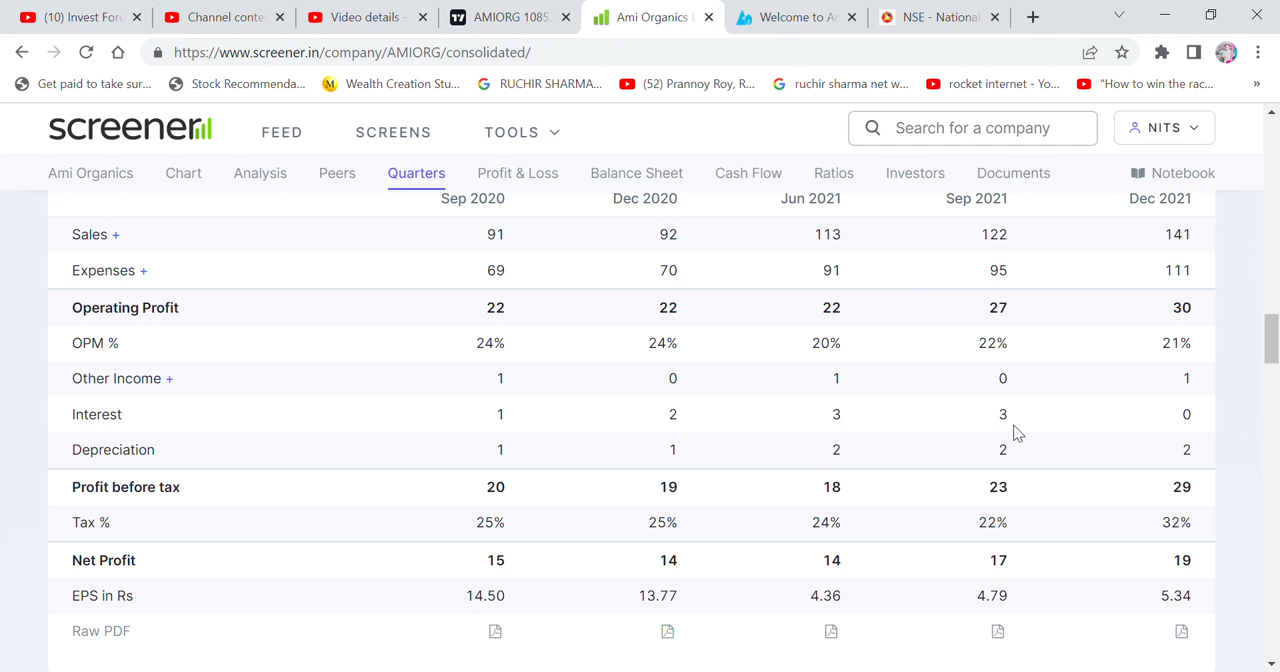 (10) Invest For
Channel conte
Video details -
AMIORG 1085.
Ami Organics L
Welcome to A
NSE - National
https://www.screener.in/company/AMIORG/consolidated/
Get paid to take sur...
Stock Recommenda...
M
Wealth Creation Stu...
RUCHIR SHARMA...
(52) Prannoy Roy, R...
ruchir sharma net w...
rocket internet - Yo...
"How to win the rac...
»
screener
FEED
SCREENS
TOOLS
Search for a company
NITS
Ami Organics
Chart
Analysis
Peers
Quarters
Profit & Loss
Balance Sheet
Cash Flow
Ratios
Investors
Documents
Notebook
Sep 2020 Dec 2020 Jun 2021 Sep 2021 Dec 2021
Sales + 91 92 113 122 141
Expenses + 69 70 91 95 111
Operating Profit 22 22 22 27 30
OPM % 24% 24% 20% 22% 21%
Other Income + 1 0 1 0 1
Interest 1 2 3 3 0
Depreciation 1 1 2 2 2
Profit before tax 20 19 18 23 29
Tax % 25% 25% 24% 22% 32%
Net Profit 15 14 14 17 19
EPS in Rs 14.50 13.77 4.36 4.79 5.34
Raw PDF